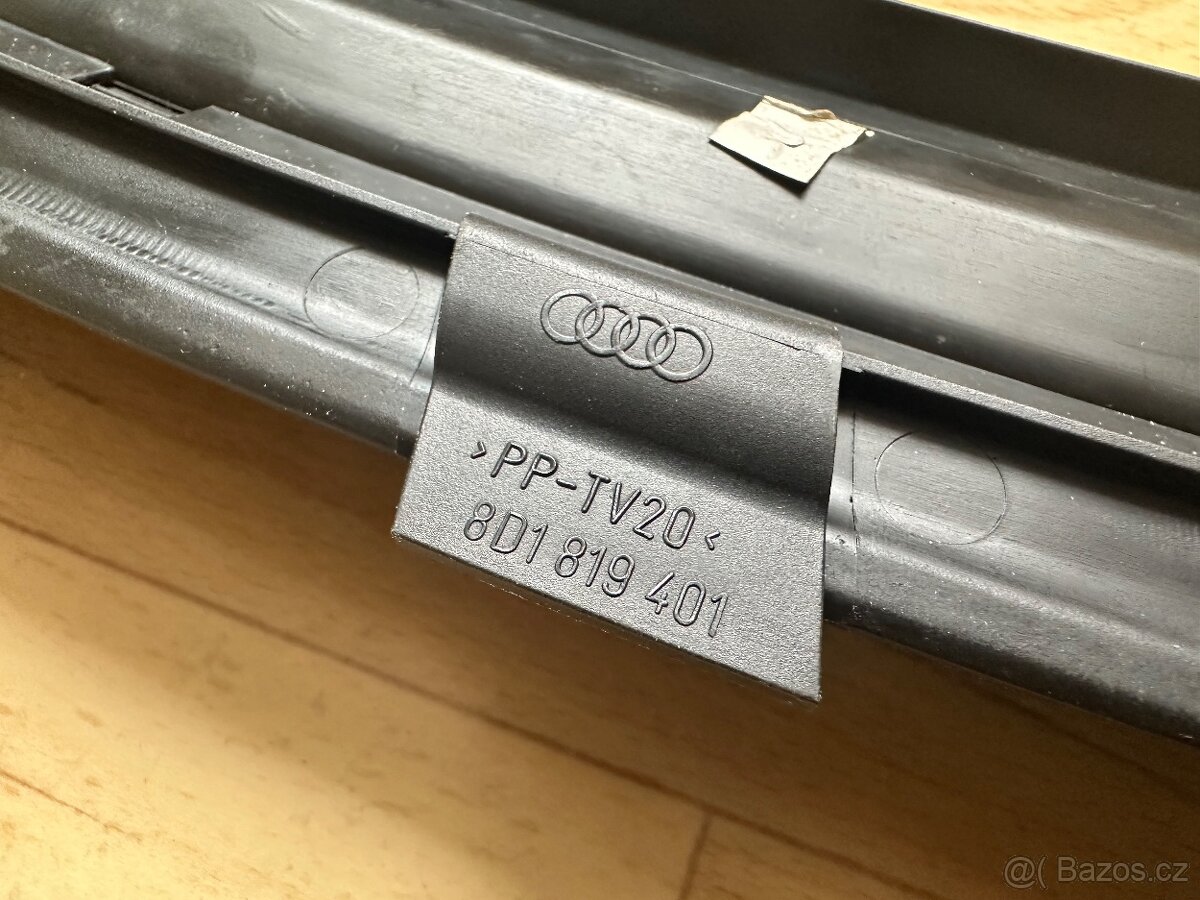 >PP-TV20<
8D1 819 401
@( Bazos.cz